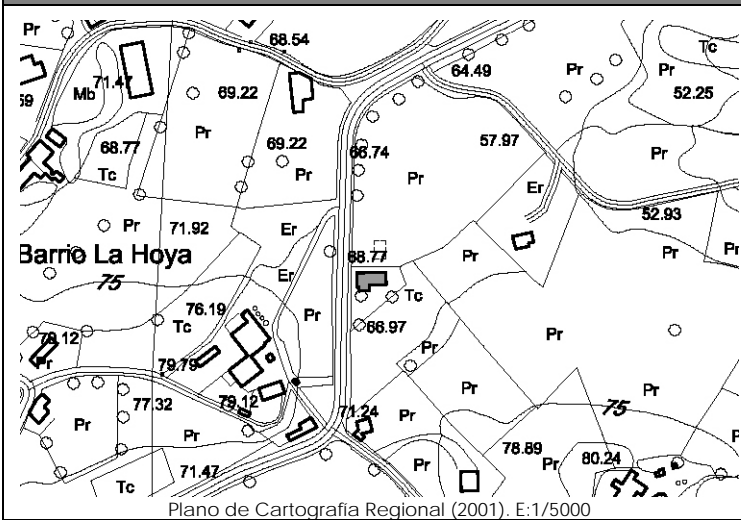 Pr
68.54
Tc
64.49
Pr
Pr
71.47
69.22
52.25
59
Mb
Pr
57.97
68.77
69.22
66.74
Pr
Tc
Pr
Pr
Er
52.93
Pr
71.92
Er
Pr
Pr
Barrio La Hoya
68.77
75
Er
Tc
76.19
Pr
Tc
66.97
Pr
79.12
Pr
Pr
79.79
Pr
77.32
79.12
71.24
Pr
75
Pr
Pr
78.89
71.47
Pr
Pr
80.24
Tc
Plano de Cartografía Regional (2001). E:1/5000